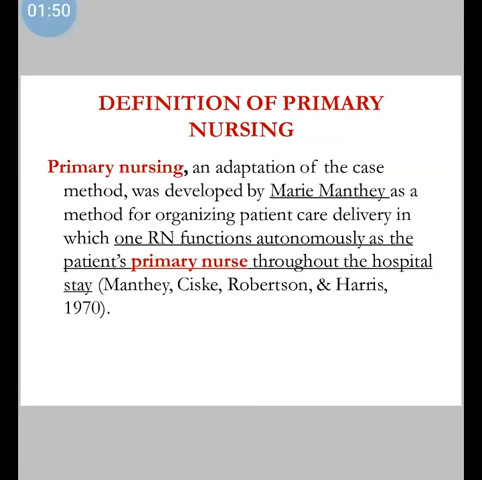 01:50
DEFINITION OF PRIMARY
NURSING
Primary nursing, an adaptation of the case
method, was developed by Marie Manthey as a
method for organizing patient care delivery in
which one RN functions autonomously as the
patient's primary nurse throughout the hospital
stay (Manthey, Ciske, Robertson, & Harris,
1970).